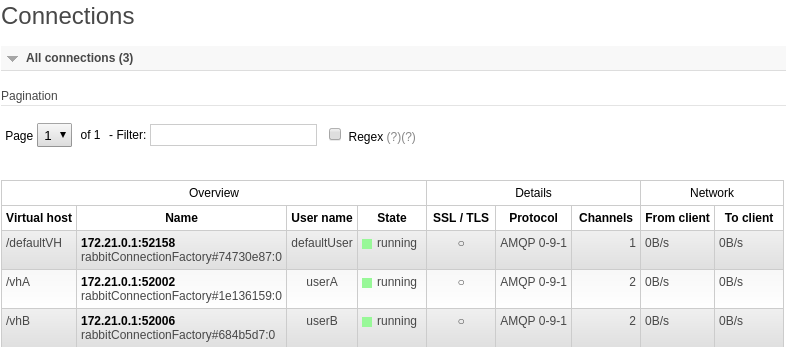 Connections
All connections (3)
Pagination
Page 1 of 1 - Filter: Regex (?)(?)
Overview Details Network
Virtual host Name User name State SSL / TLS Protocol Channels From client To client
/defaultVH 172.21.0.1:52158 defaultUser running ○ AMQP 0-9-1 1 0B/s 0B/s
rabbitConnectionFactory#74730e87:0
/vhA 172.21.0.1:52002 userA running ○ AMQP 0-9-1 2 0B/s 0B/s
rabbitConnectionFactory#1e136159:0
/vhB 172.21.0.1:52006 userB running ○ AMQP 0-9-1 2 0B/s 0B/s
rabbitConnectionFactory#684b5d7:0